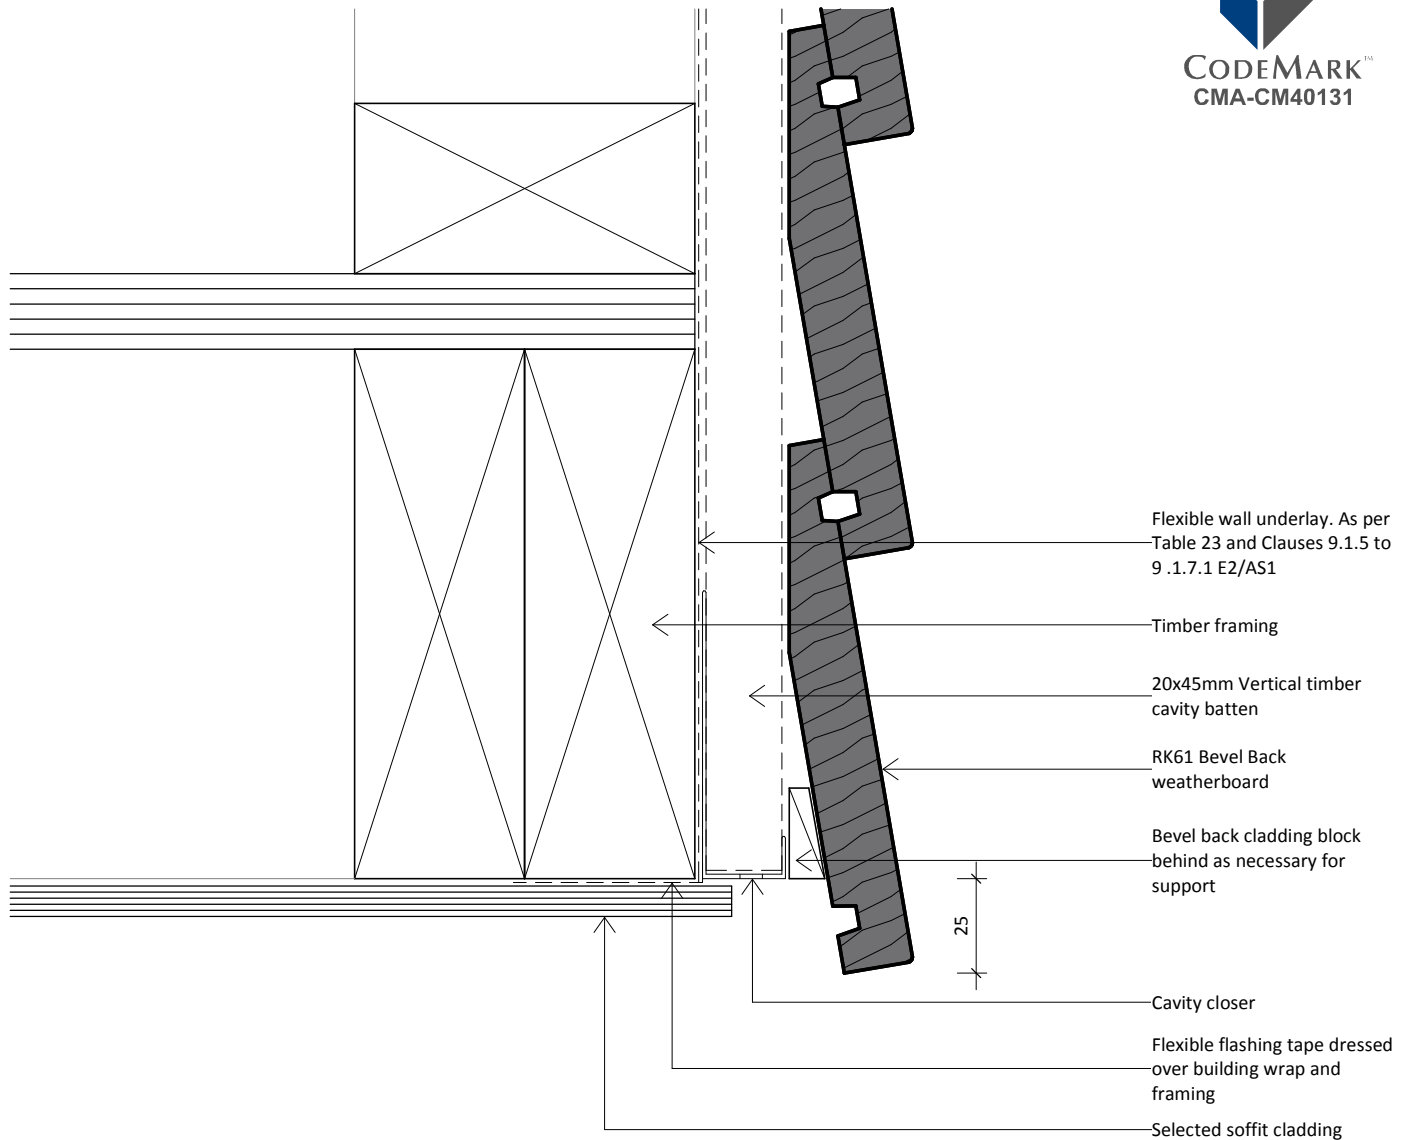 CODEMARK™
CMA-CM40131
Flexible wall underlay. As per
Table 23 and Clauses 9.1.5 to
9 .1.7.1 E2/AS1
Timber framing
20x45mm Vertical timber
cavity batten
RK61 Bevel Back
weatherboard
Bevel back cladding block
behind as necessary for
support
25
Cavity closer
Flexible flashing tape dressed
over building wrap and
framing
Selected soffit cladding